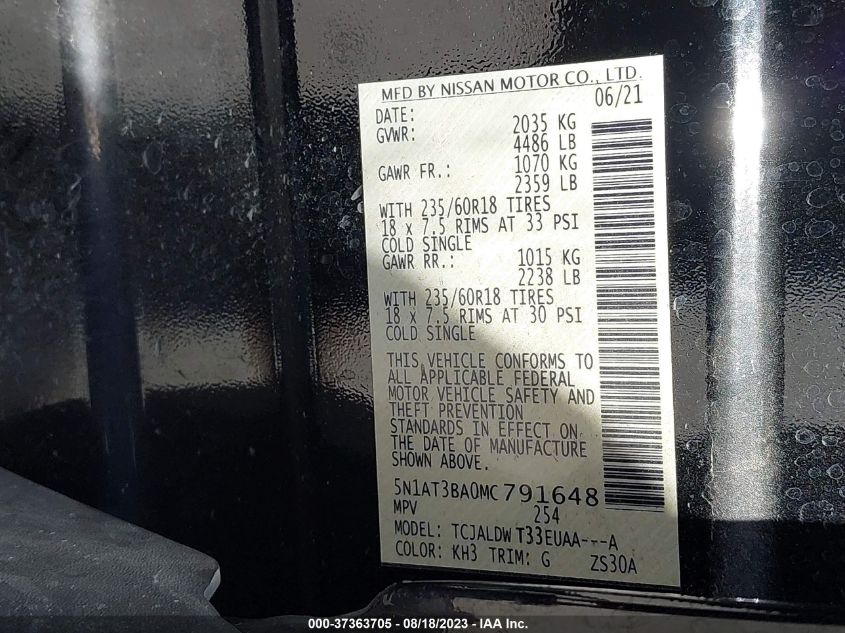 MFD BY NISSAN MOTOR CO., LTD.
DATE: 06/21
GVWR: 2035 KG
4486 LB
GAWR FR.: 1070 KG
2359 LB
WITH 235/60R18 TIRES
18 x 7.5 RIMS AT 33 PSI
COLD SINGLE
GAWR RR.: 1015 KG
2238 LB
WITH 235/60R18 TIRES
18 x 7.5 RIMS AT 30 PSI
COLD SINGLE
THIS VEHICLE CONFORMS TO
ALL APPLICABLE FEDERAL
MOTOR VEHICLE SAFETY AND
THEFT PREVENTION
STANDARDS IN EFFECT ON
THE DATE OF MANUFACTURE
SHOWN ABOVE.
5N1AT3BA0MC791648
MPV 254
MODEL: TCJALDW T33EUAA---A
COLOR: KH3 TRIM: G ZS30A
000-37363705 - 08/18/2023 - IAA Inc.